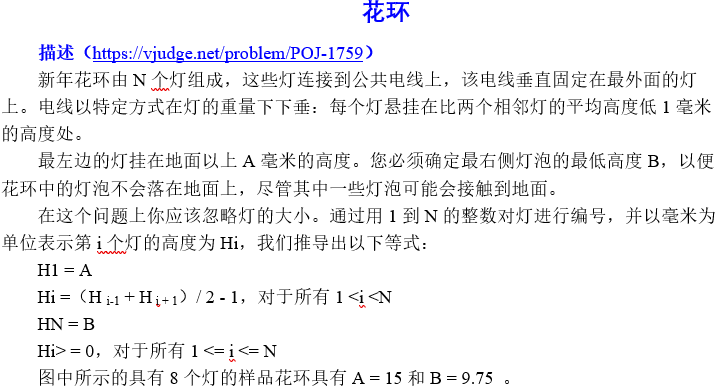 花环
描述（https://vjudge.net/problem/POJ-1759）
新年花环由 N 个灯组成，这些灯连接到公共电线上，该电线垂直固定在最外面的灯
上。电线以特定方式在灯的重量下下垂：每个灯悬挂在比两个相邻灯的平均高度低 1 毫米
的高度处。
最左边的灯挂在地面以上 A 毫米的高度。您必须确定最右侧灯泡的最低高度 B，以便
花环中的灯泡不会落在地面上，尽管其中一些灯泡可能会接触到地面。
在这个问题上你应该忽略灯的大小。通过用 1 到 N 的整数对灯进行编号，并以毫米为
单位表示第 i 个灯的高度为 Hi，我们推导出以下等式：
H1 = A
Hi =（H i-1 + H i + 1）/ 2 - 1，对于所有 1 <i <N
HN = B
Hi> = 0，对于所有 1 <= i <= N
图中所示的具有 8 个灯的样品花环具有 A = 15 和 B = 9.75 。